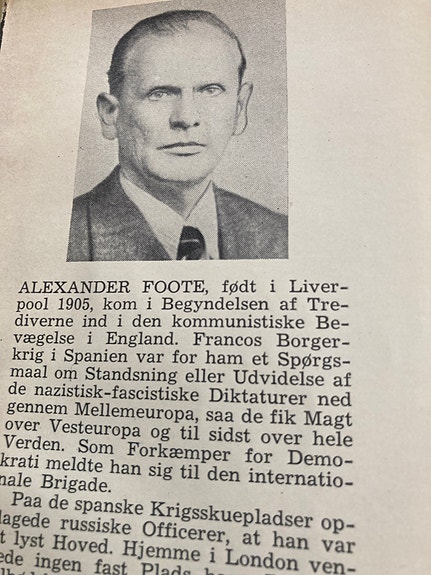 ALEXANDER FOOTE, født i Liver-
pool 1905, kom i Begyndelsen af Tre-
diverne ind i den kommunistiske Be-
vægelse i England. Francos Borger-
krig i Spanien var for ham et Spørgs-
maal om Standsning eller Udvidelse af
de nazistisk-fascistiske Diktaturer ned
gennem Mellemeuropa, saa de fik Magt
over Vesteuropa og til sidst over hele
Verden. Som Forkæmper for Demo-
krati meldte han sig til den internatio-
nale Brigade.
Paa de spanske Krigsskuepladser op-
dagede russiske Officerer, at han var
et lyst Hoved. Hjemme i London ven-
ede ingen fast Plads